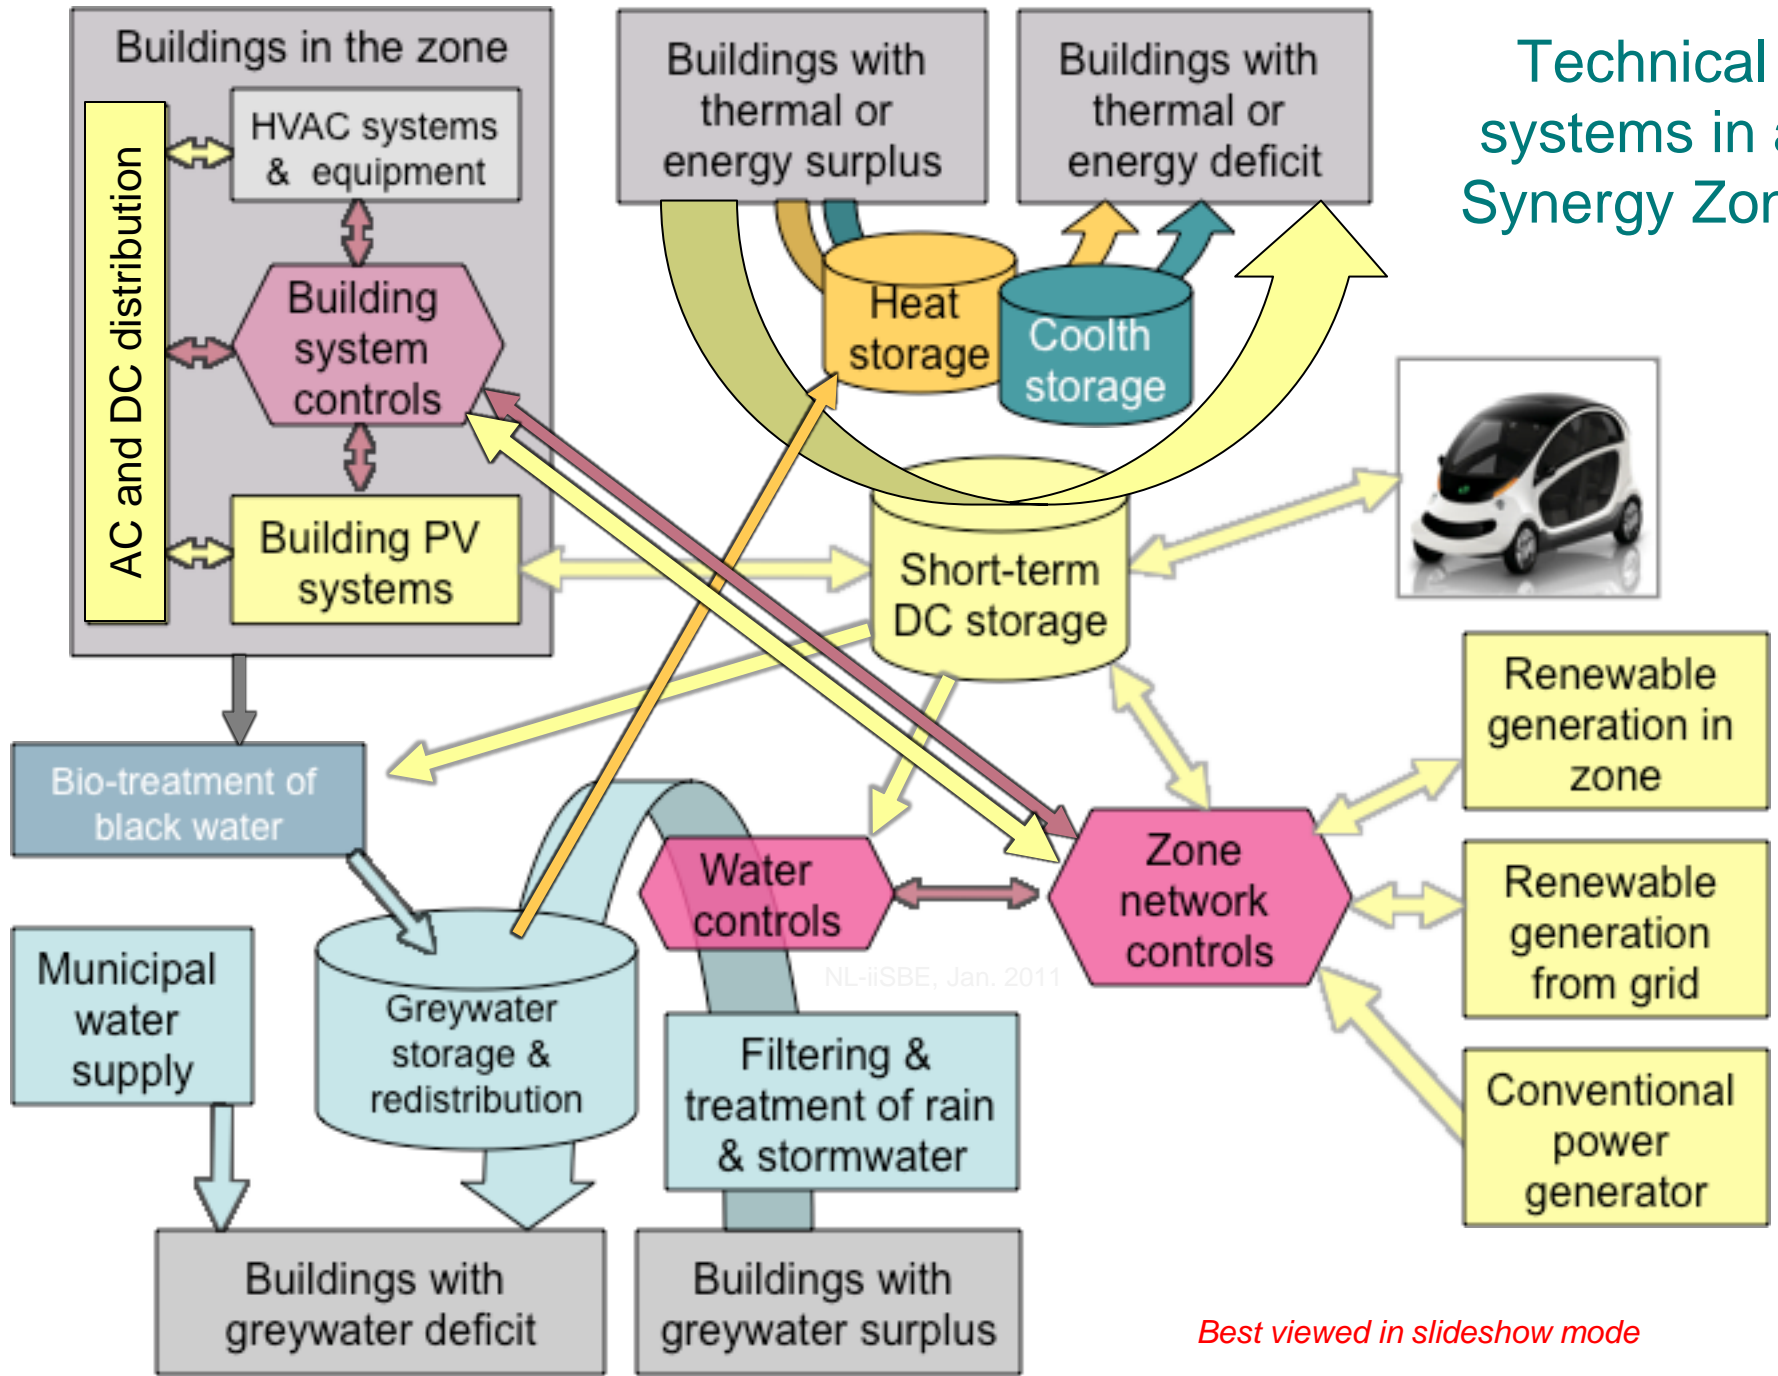 Buildings in the zone
HVAC systems
& equipment
AC and DC distribution
Building
system
controls
Building PV
systems
Buildings with
thermal or
energy surplus
Buildings with
thermal or
energy deficit
Technical
systems in a
Synergy Zon
Heat
storage
Coolth
storage
Short-term
DC storage
Renewable
generation in
zone
Bio-treatment of
black water
Water
controls
Zone
network
controls
Renewable
generation
from grid
Municipal
water
supply
Greywater
storage &
redistribution
NL-iiSBE, Jan. 2011
Filtering &
treatment of rain
& stormwater
Conventional
power
generator
Buildings with
greywater deficit
Buildings with
greywater surplus
Best viewed in slideshow mode